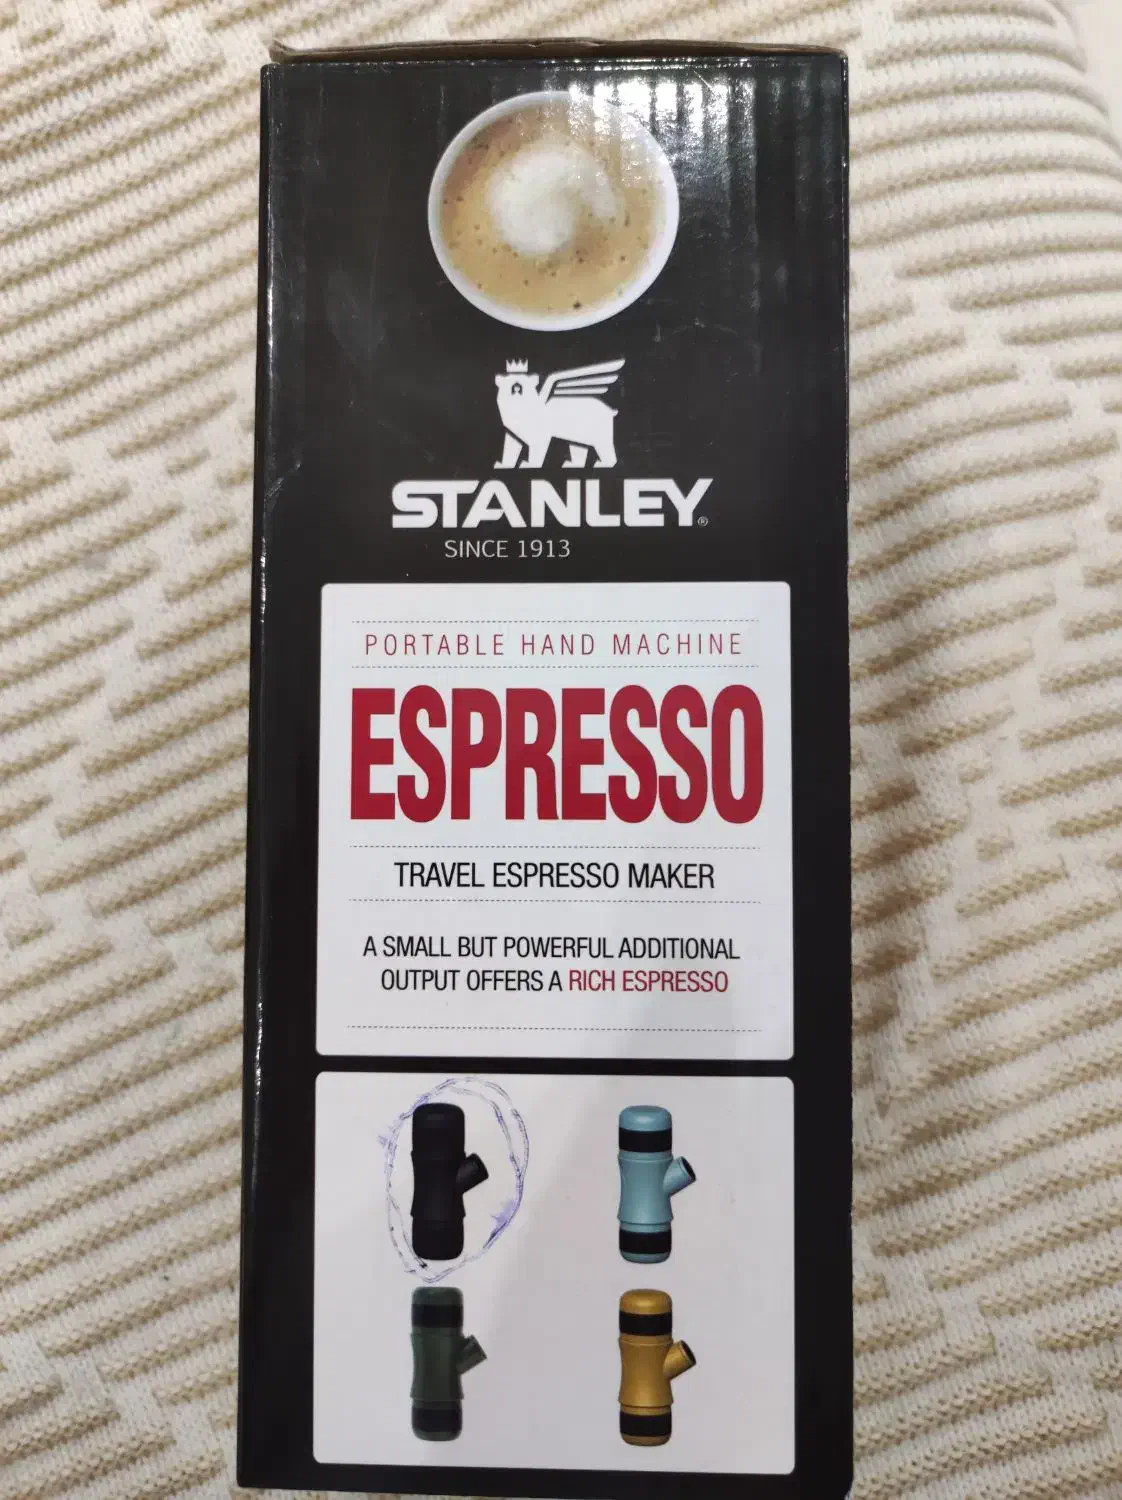 STANLEY®
SINCE 1913
PORTABLE HAND MACHINE
ESPRESSO
TRAVEL ESPRESSO MAKER
A SMALL BUT POWERFUL ADDITIONAL
OUTPUT OFFERS A RICH ESPRESSO